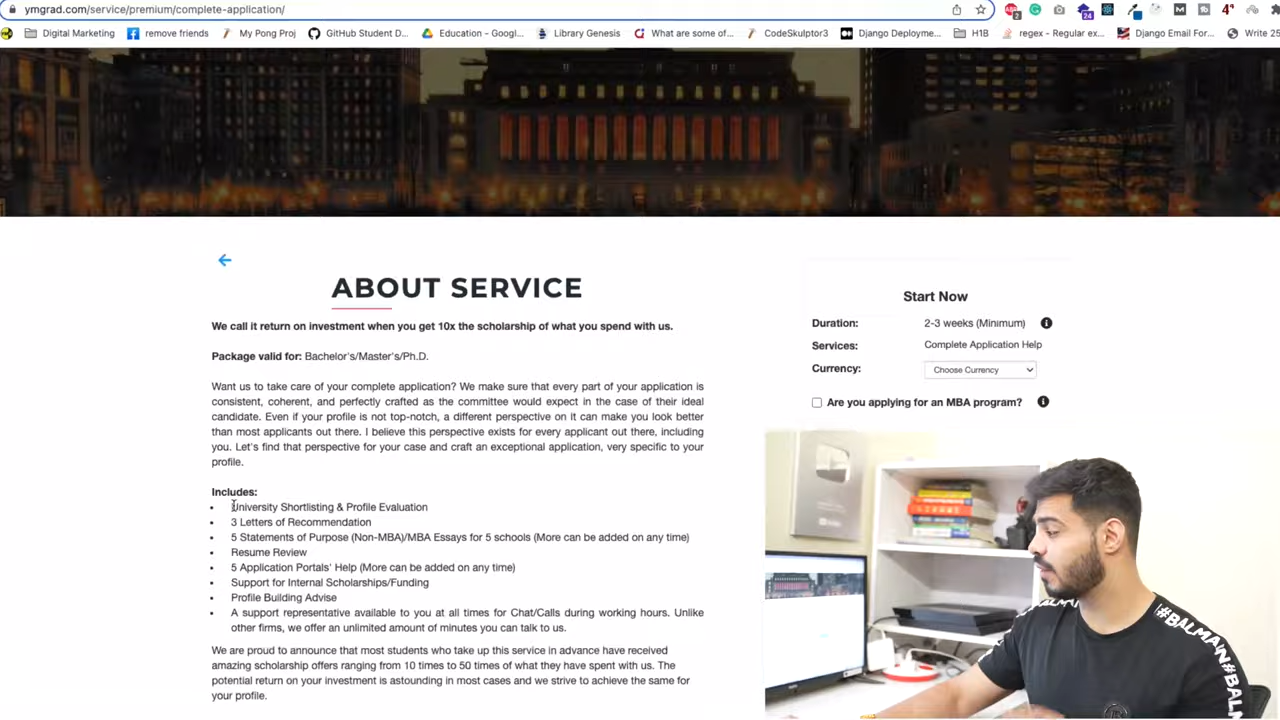 ymgrad.com/service/premium/complete-application/
Digital Marketing
remove friends
My Pong Proj
GitHub Student D...
Education - Googl...
Library Genesis
What are some of...
CodeSkulptor3
Django Deployme...
H1B
regex - Regular ex...
Django Email For...
Write 25
ABOUT SERVICE
We call it return on investment when you get 10x the scholarship of what you spend with us.
Package valid for: Bachelor's/Master's/Ph.D.
Want us to take care of your complete application? We make sure that every part of your application is
consistent, coherent, and perfectly crafted as the committee would expect in the case of their ideal
candidate. Even if your profile is not top-notch, a different perspective on it can make you look better
than most applicants out there. I believe this perspective exists for every applicant out there, including
you. Let's find that perspective for your case and craft an exceptional application, very specific to your
profile.
Includes:
University Shortlisting & Profile Evaluation
3 Letters of Recommendation
5 Statements of Purpose (Non-MBA)/MBA Essays for 5 schools (More can be added on any time)
Resume Review
5 Application Portals' Help (More can be added on any time)
Support for Internal Scholarships/Funding
Profile Building Advise
A support representative available to you at all times for Chat/Calls during working hours. Unlike
other firms, we offer an unlimited amount of minutes you can talk to us.
We are proud to announce that most students who take up this service in advance have received
amazing scholarship offers ranging from 10 times to 50 times of what they have spent with us. The
potential return on your investment is astounding in most cases and we strive to achieve the same for
your profile.
Start Now
Duration: 2-3 weeks (Minimum)
Services: Complete Application Help
Currency: Choose Currency
Are you applying for an MBA program?
#BALMAIN
#BALM